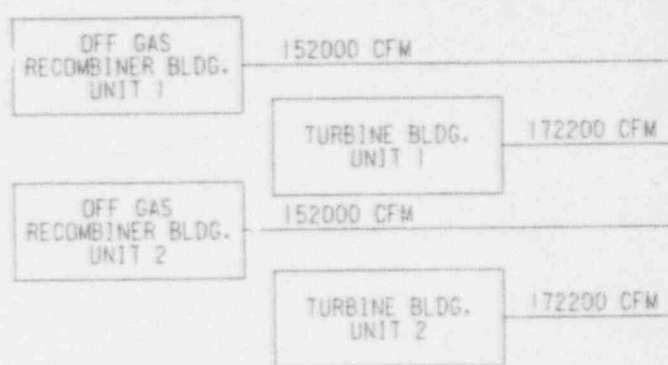 OFF GAS
RECOMBINER BLDG.
UNIT 1
152000 CFM
TURBINE BLDG.
UNIT 1
172200 CFM
OFF GAS
RECOMBINER BLDG.
UNIT 2
152000 CFM
TURBINE BLDG.
UNIT 2
172200 CFM